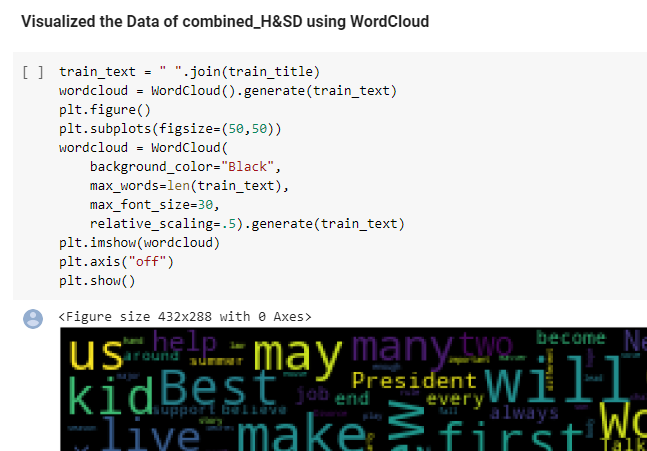 Visualized the Data of combined_H&SD using WordCloud
[ ] train_text = " ".join(train_title)
wordcloud = WordCloud().generate(train_text)
plt.figure()
plt.subplots(figsize=(50,50))
wordcloud = WordCloud(
background_color="Black",
max_words=len(train_text),
max_font_size=30,
relative_scaling=.5).generate(train_text)
plt.imshow(wordcloud)
plt.axis("off")
plt.show()
<Figure size 432x288 with 0 Axes>
us help may many two become
around summer
kid Best President Will
job end every always
support believe
live make first
Talk